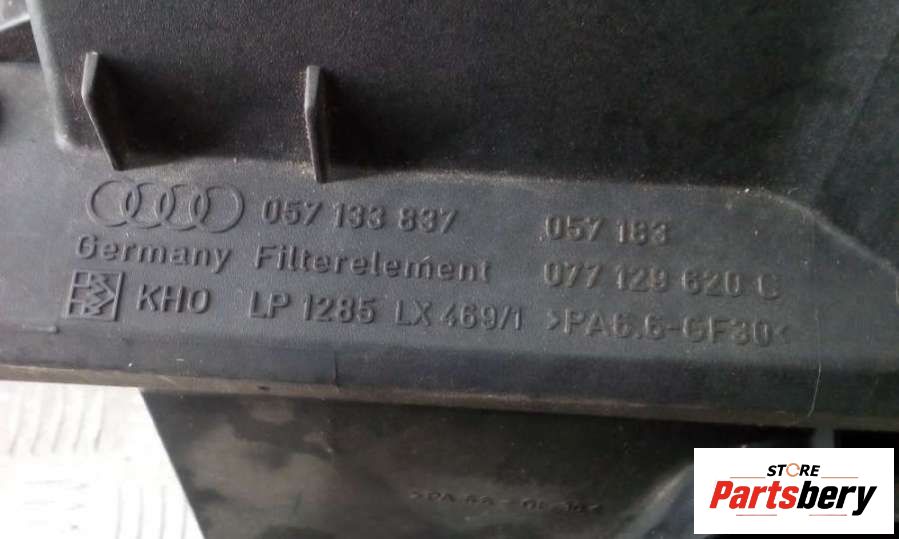 057 133 837 057 183
Germany Filterelement 077 129 620 C
KHO LP 1285 LX 469/1 >PA6.6-GF30<
STORE
Partsbery